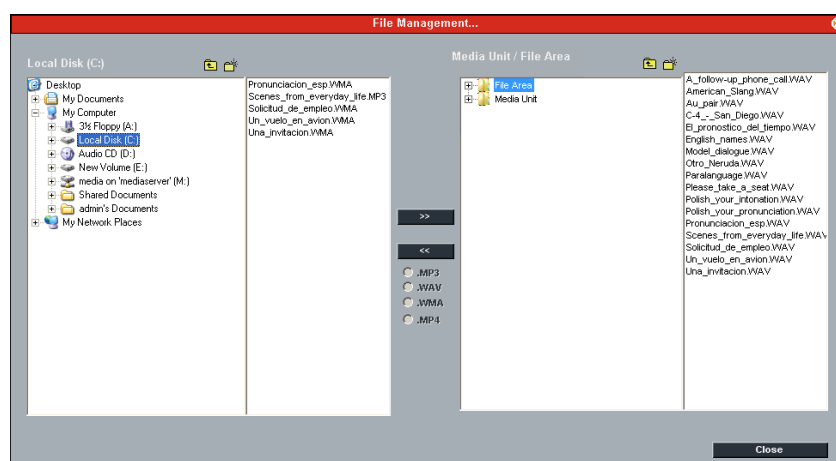 File Management...
Local Disk (C:)
Desktop
My Documents
My Computer
3½ Floppy (A:)
Local Disk (C:)
Audio CD (D:)
New Volume (E:)
media on 'mediaserver' (M:)
Shared Documents
admin's Documents
My Network Places
Pronunciacion_esp.WMA
Scenes_from_everyday_life.MP3
Solicitud_de_empleo.WMA
Un_vuelo_en_avion.WMA
Una_invitacion.WMA
>>
<<
.MP3
.WAV
.WMA
.MP4
Media Unit / File Area
File Area
Media Unit
A_follow-up_phone_call.WAV
American_Slang.WAV
Au_pair.WAV
C-4_-_San_Diego.WAV
El_pronostico_del_tiempo.WAV
English_names.WAV
Model_dialogue.WAV
Otro_Neruda.WAV
Paralanguage.WAV
Please_take_a_seat.WAV
Polish_your_intonation.WAV
Polish_your_pronunciation.WAV
Pronunciacion_esp.WAV
Scenes_from_everyday_life.WAV
Solicitud_de_empleo.WAV
Un_vuelo_en_avion.WAV
Una_invitacion.WAV
Close